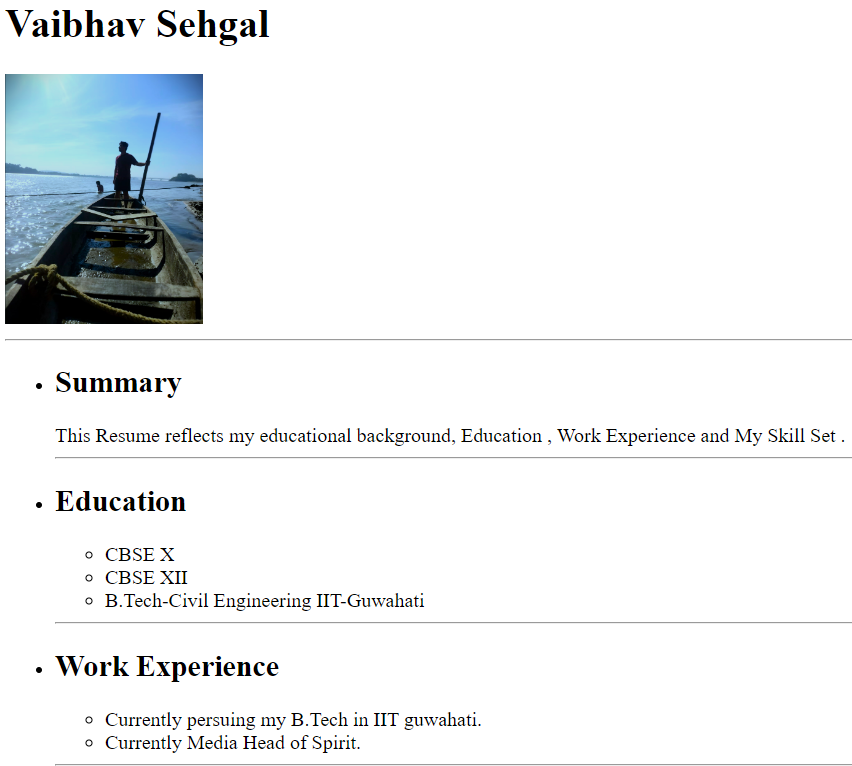 Vaibhav Sehgal
Summary
This Resume reflects my educational background, Education , Work Experience and My Skill Set .
Education
CBSE X
CBSE XII
B.Tech-Civil Engineering IIT-Guwahati
Work Experience
Currently persuing my B.Tech in IIT guwahati.
Currently Media Head of Spirit.